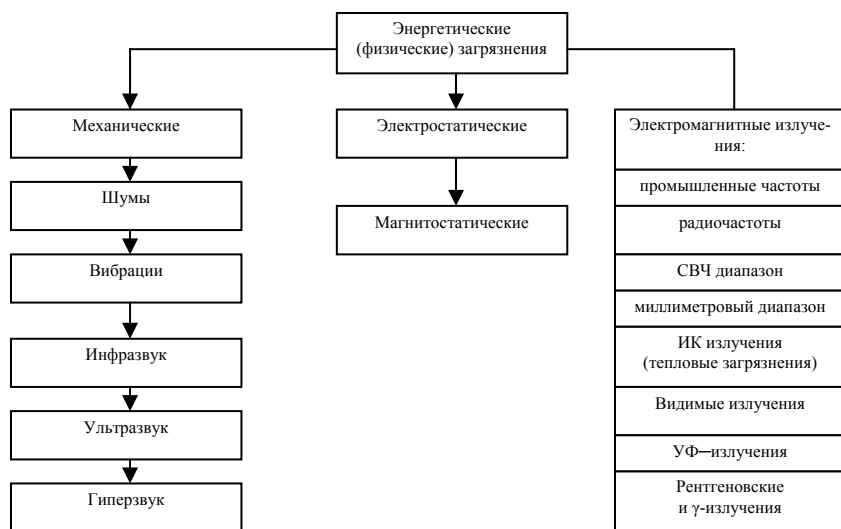 Энергетические
(физические) загрязнения
Механические
Шумы
Вибрации
Инфразвук
Ультразвук
Гиперзвук
Электростатические
Магнитостатические
Электромагнитные излуче-
ния:
промышленные частоты
радиочастоты
СВЧ диапазон
миллиметровый диапазон
ИК излучения
(тепловые загрязнения)
Видимые излучения
УФ—излучения
Рентгеновские
и γ-излучения